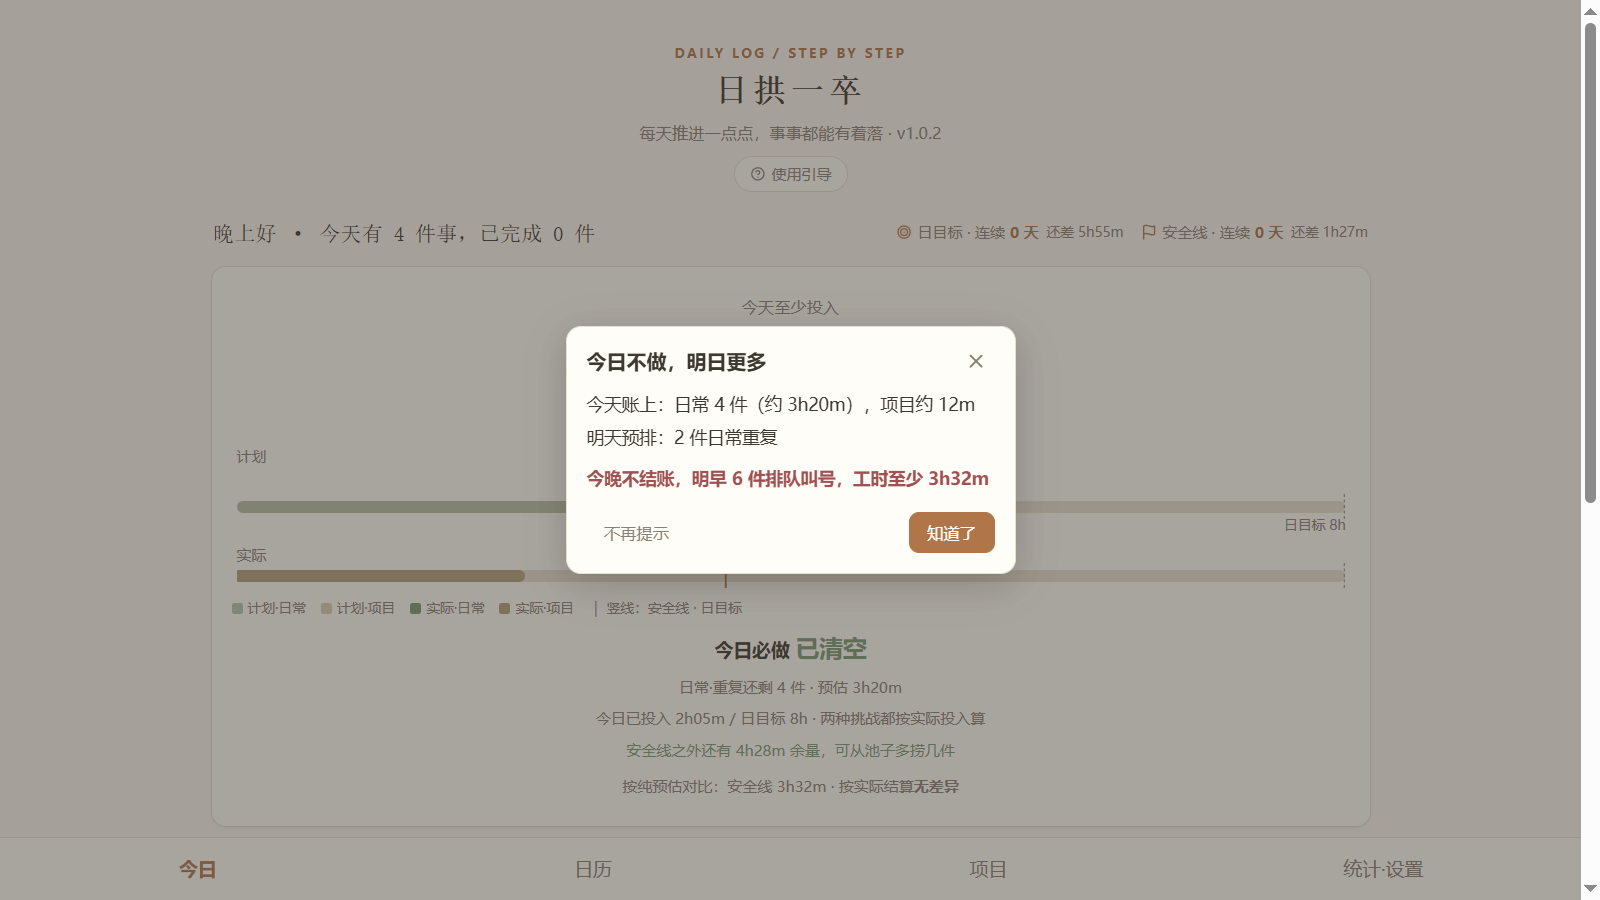 DAILY LOG / STEP BY STEP
日拱一卒
每天推进一点点，事事都能有着落 · v1.0.2
使用引导
晚上好 · 今天有 4 件事，已完成 0 件
日目标 · 连续 0 天 还差 5h55m 安全线 · 连续 0 天 还差 1h27m
今天至少投入
今日不做，明日更多
今天账上：日常 4 件（约 3h20m），项目约 12m
明天预排：2 件日常重复
今晚不结账，明早 6 件排队叫号，工时至少 3h32m
不再提示
知道了
计划
日目标 8h
实际
计划·日常 计划·项目 实际·日常 实际·项目 竖线：安全线 · 日目标
今日必做 已清空
日常·重复还剩 4 件 · 预估 3h20m
今日已投入 2h05m / 日目标 8h · 两种挑战都按实际投入算
安全线之外还有 4h28m 余量，可从池子多捞几件
按纯预估对比：安全线 3h32m · 按实际结算无差异
今日 日历 项目 统计·设置